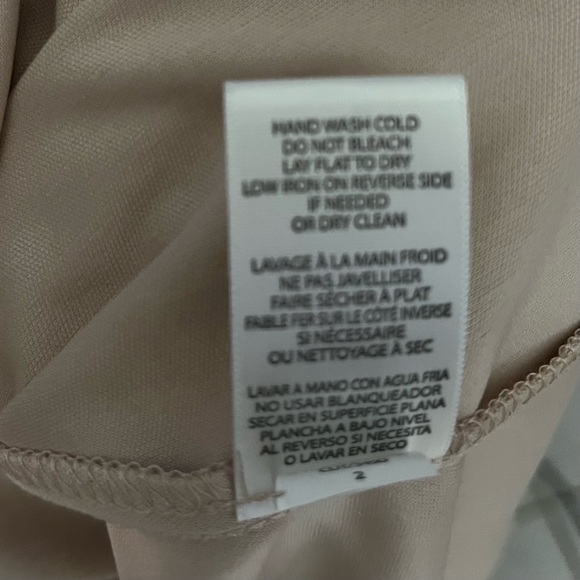 HAND WASH COLD
DO NOT BLEACH
LAY FLAT TO DRY
LOW IRON ON REVERSE SIDE
IF NEEDED
OR DRY CLEAN
LAVAGE À LA MAIN FROID
NE PAS JAVELLISER
FAIRE SÉCHER À PLAT
FAIBLE FER SUR LE CÔTÉ INVERSE
SI NÉCESSAIRE
OU NETTOYAGE À SEC
LAVAR A MANO CON AGUA FRIA
NO USAR BLANQUEADOR
SECAR EN SUPERFICIE PLANA
PLANCHA A BAJO NIVEL
AL REVERSO SI NECESITA
O LAVAR EN SECO
2